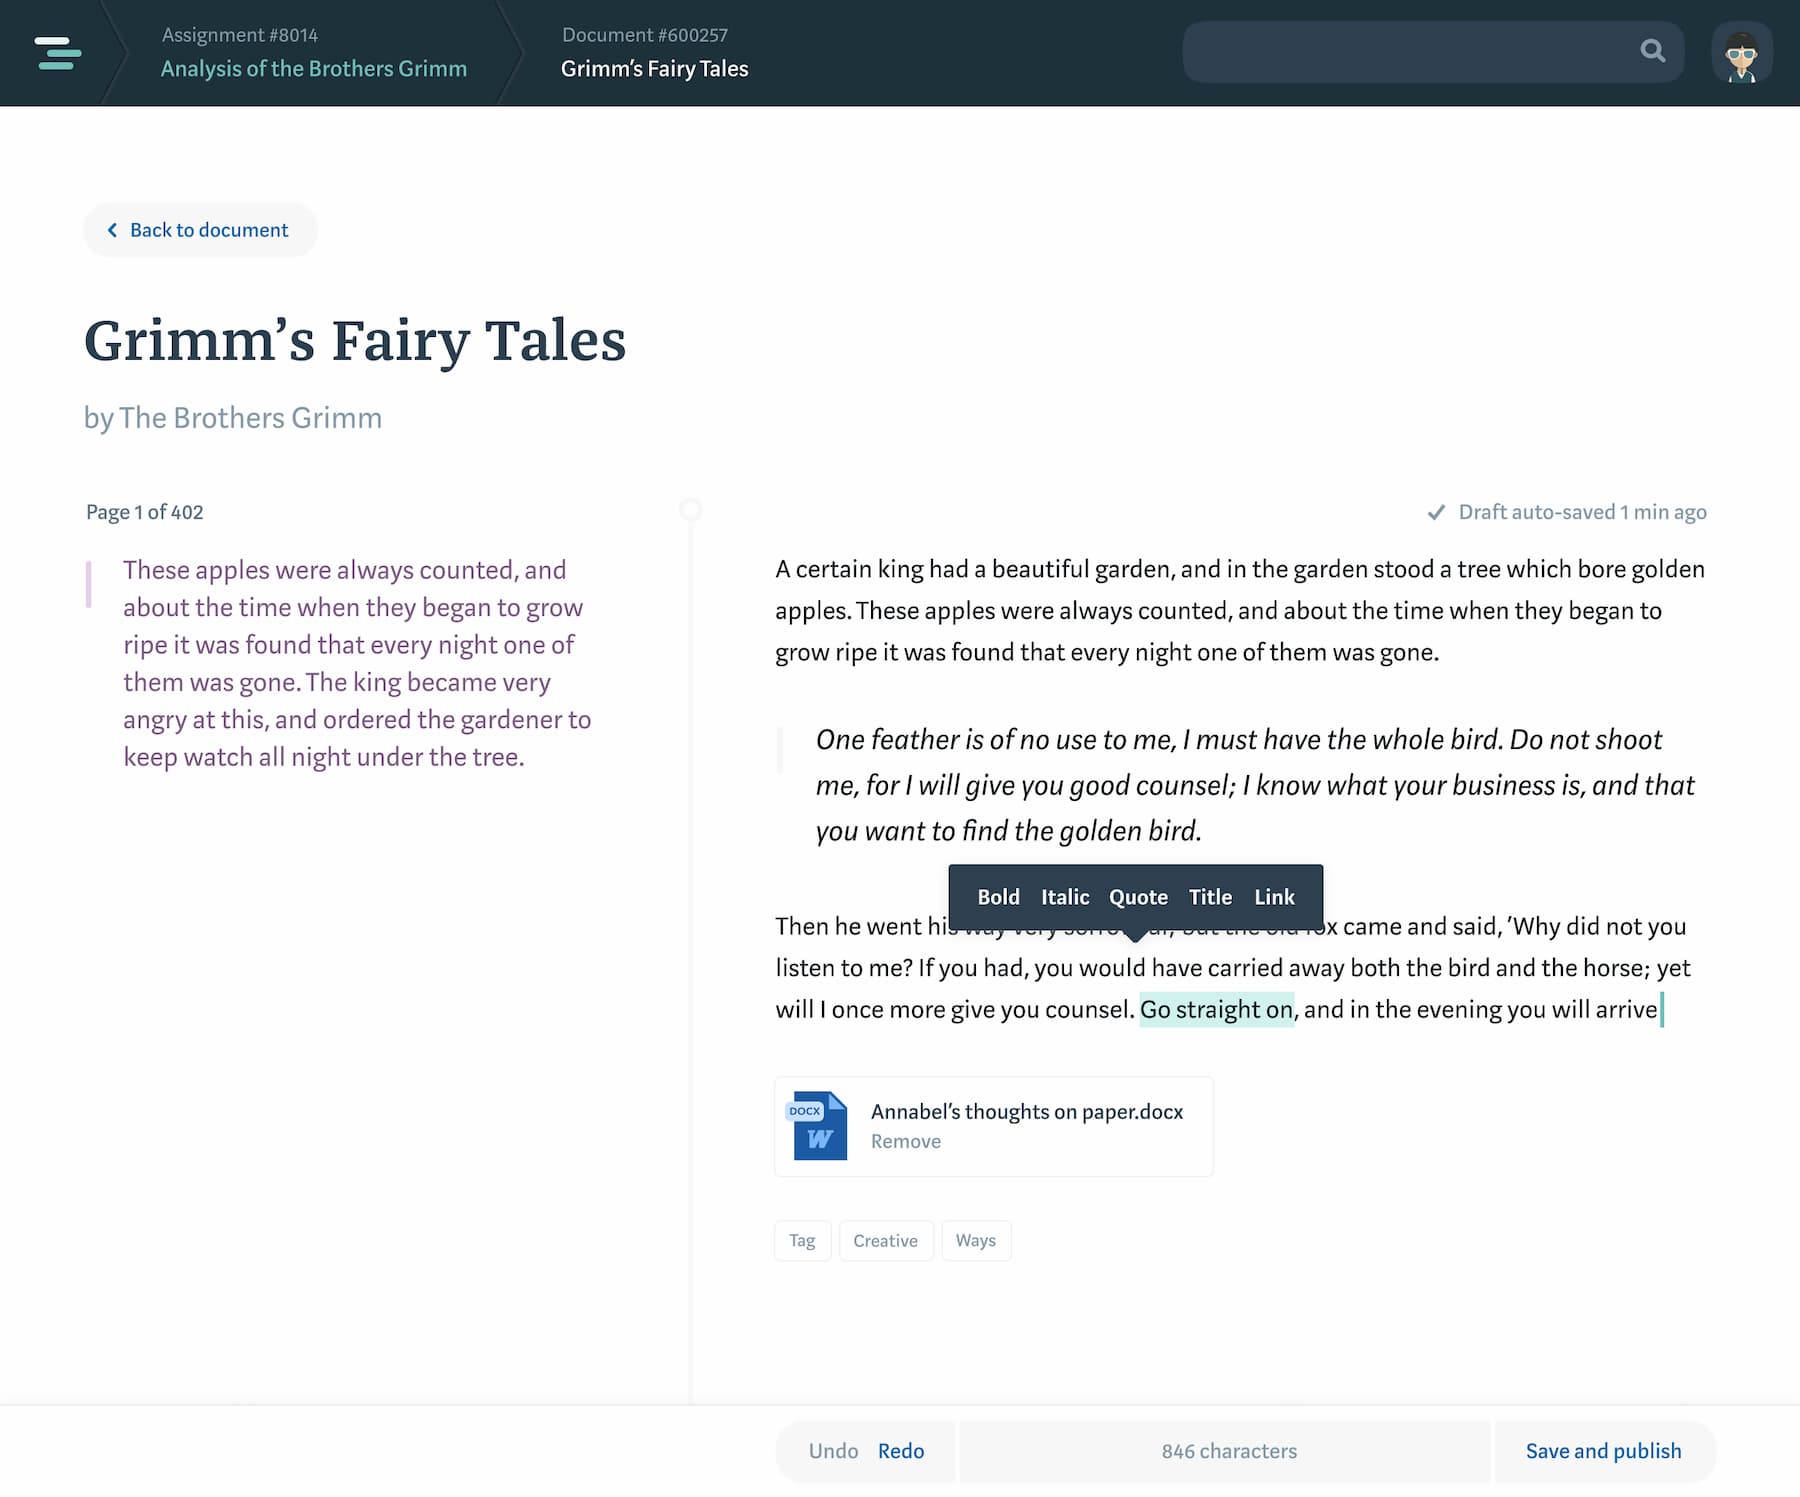 Assignment #8014
Analysis of the Brothers Grimm
Document #600257
Grimm’s Fairy Tales
Back to document
Grimm’s Fairy Tales
by The Brothers Grimm
Page 1 of 402
These apples were always counted, and
about the time when they began to grow
ripe it was found that every night one of
them was gone. The king became very
angry at this, and ordered the gardener to
keep watch all night under the tree.
Draft auto-saved 1 min ago
A certain king had a beautiful garden, and in the garden stood a tree which bore golden
apples. These apples were always counted, and about the time when they began to
grow ripe it was found that every night one of them was gone.
One feather is of no use to me, I must have the whole bird. Do not shoot
me, for I will give you good counsel; I know what your business is, and that
you want to find the golden bird.
Bold Italic Quote Title Link
Then he went his way very but the old fox came and said, ’Why did not you
listen to me? If you had, you would have carried away both the bird and the horse; yet
will I once more give you counsel. Go straight on, and in the evening you will arrive
DOCX
W
Annabel’s thoughts on paper.docx
Remove
Tag Creative Ways
Undo Redo 846 characters Save and publish